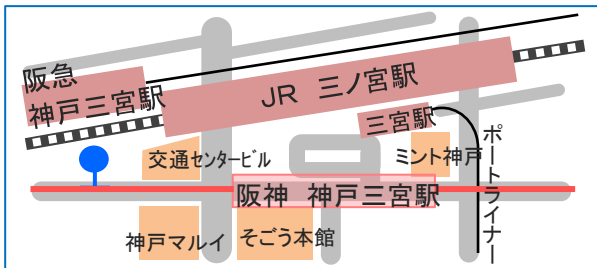 阪急
神戸三宮駅
JR 三ノ宮駅
三宮駅
交通センタービル
ミント神戸
ポートライナー
阪神 神戸三宮駅
神戸マルイ
そごう本館